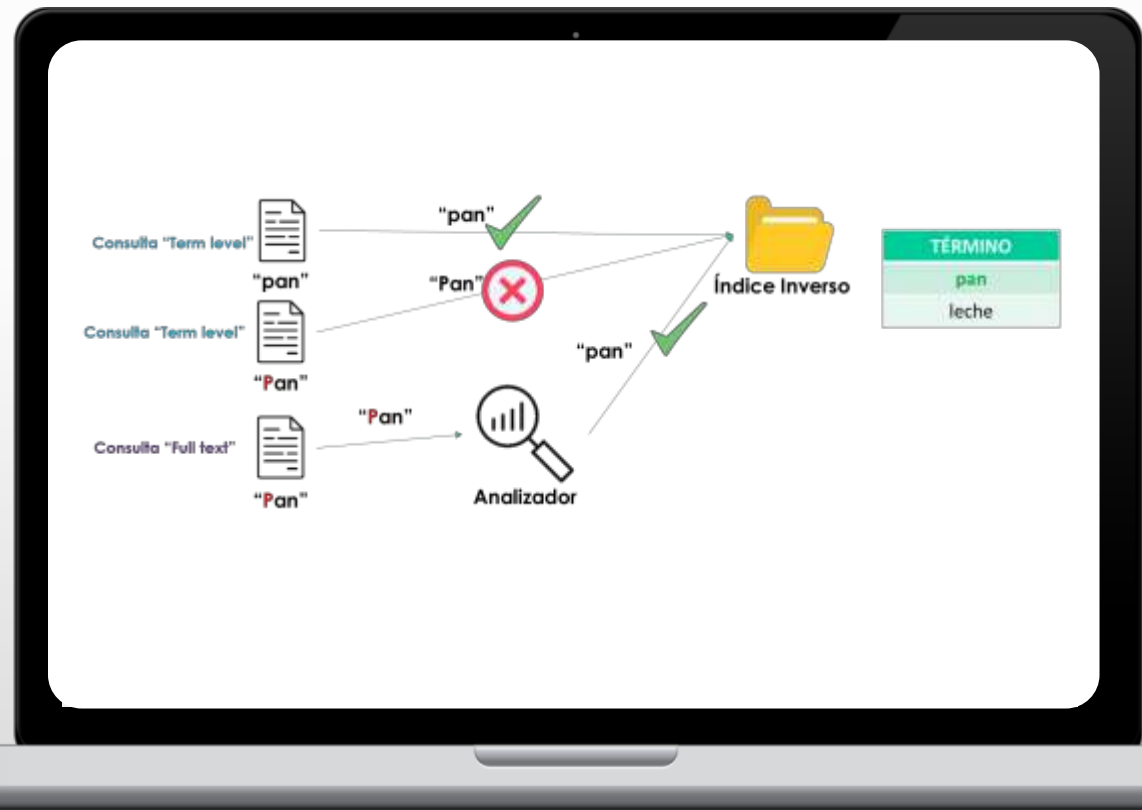 Consulta “Term level”
“pan”
“pan”
Consulta “Term level”
“Pan”
“Pan”
Consulta “Full text”
“Pan”
“Pan”
Analizador
“pan”
Índice Inverso
TÉRMINO
pan
leche